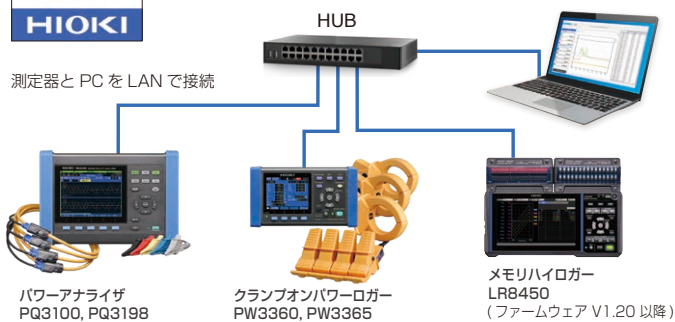 HIOKI
HUB
測定器と PC を LAN で接続
HIOKI
パワーアナライザ
PQ3100, PQ3198
クランプオンパワーロガー
PW3360, PW3365
メモリハイロガー
LR8450
( ファームウェア V1.20 以降 )